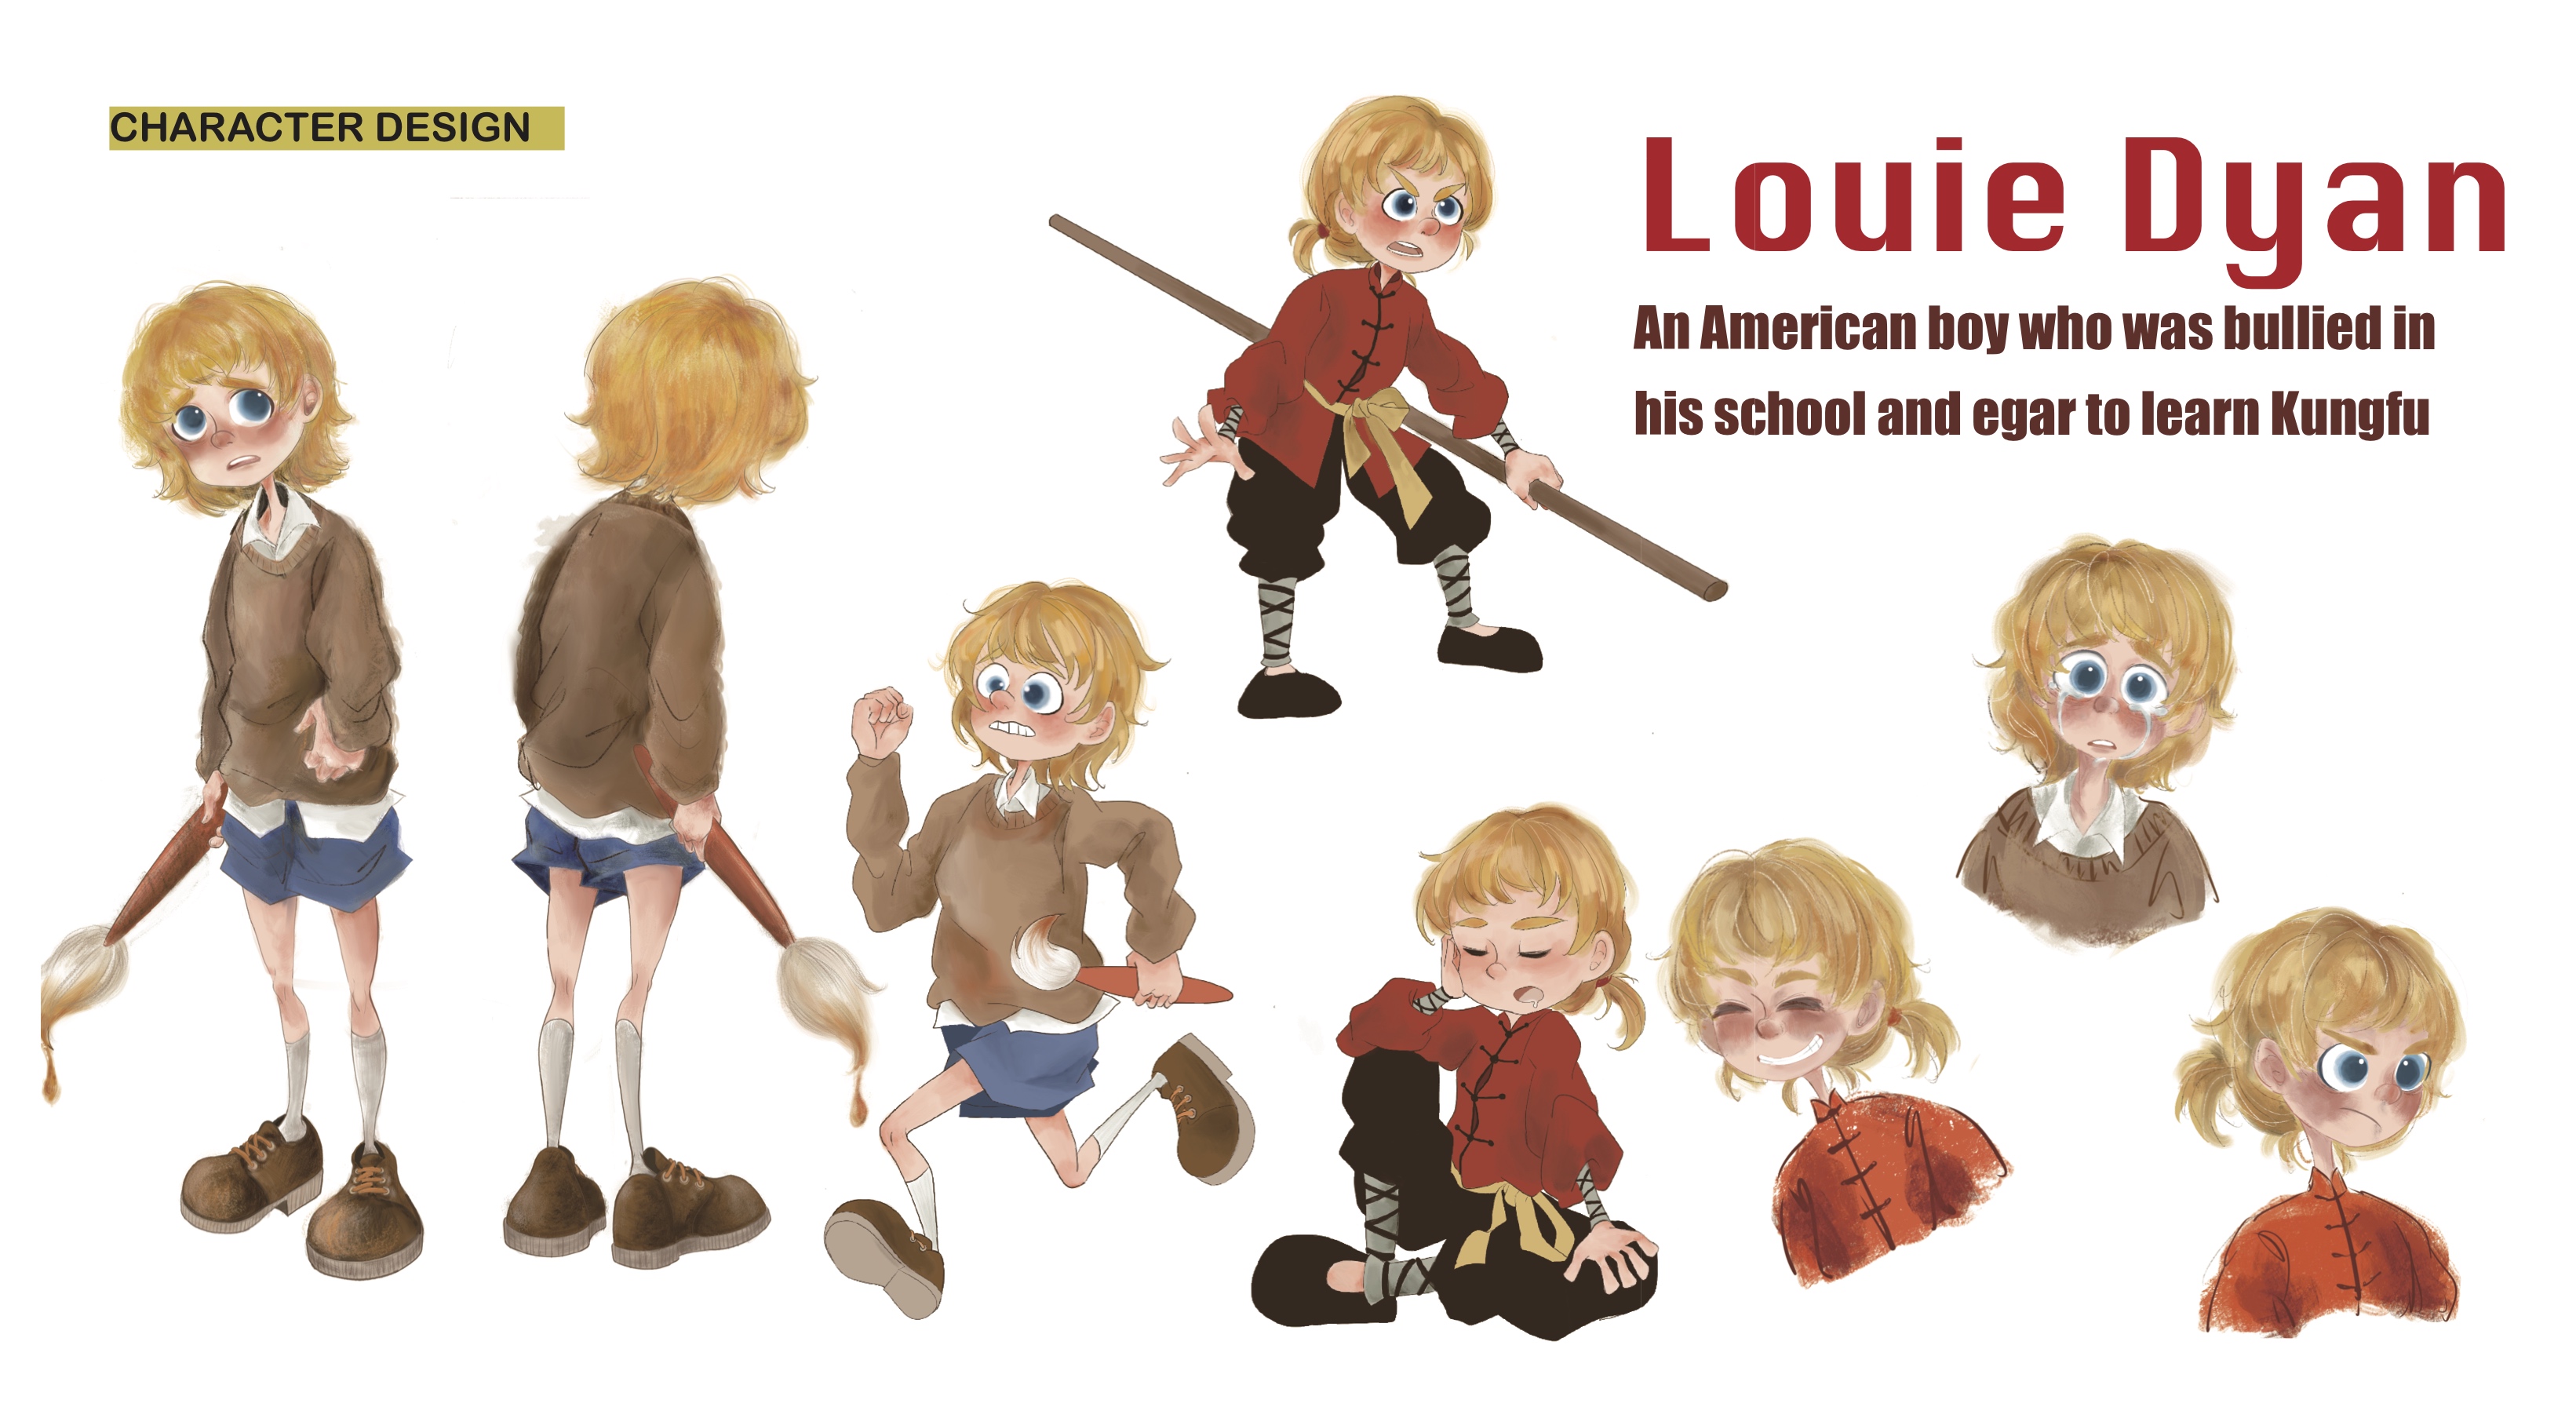 CHARACTER DESIGN
Louie Dyan
An American boy who was bullied in
his school and egar to learn Kungfu